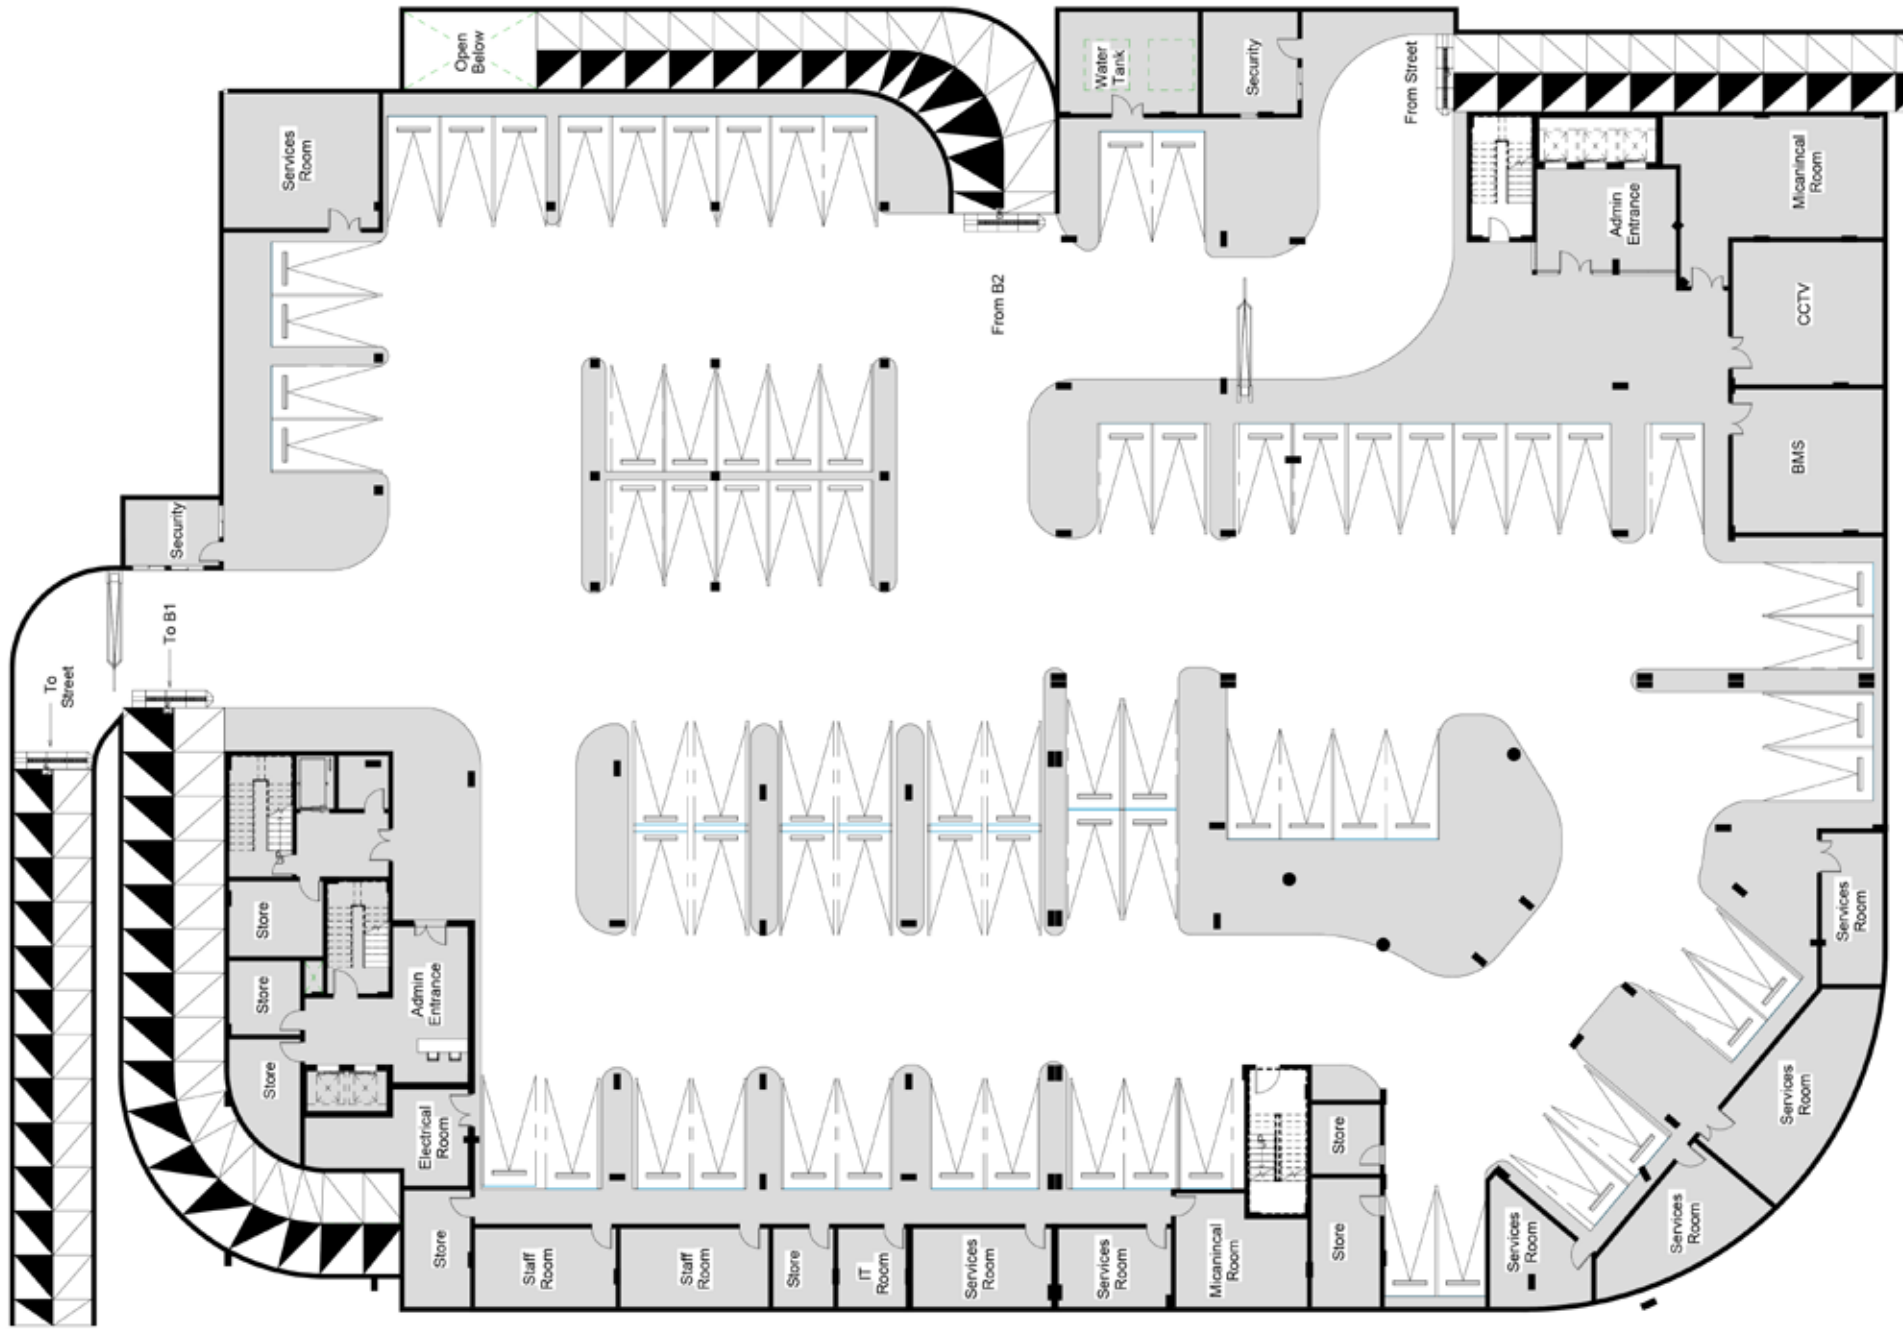 Open
Below
Water
Tank
Security
From Street
Services
Room
Micanincal
Room
Admin
Entrance
From B2
CCTV
BMS
Security
To B1
To
Street
Store
Services
Room
Store
Admin
Entrance
Store
Services
Room
Electrical
Room
Store
UP
Store
Staff
Room
Staff
Room
Store
IT
Room
Services
Room
Services
Room
Micanincal
Room
Store
Services
Room
Services
Room